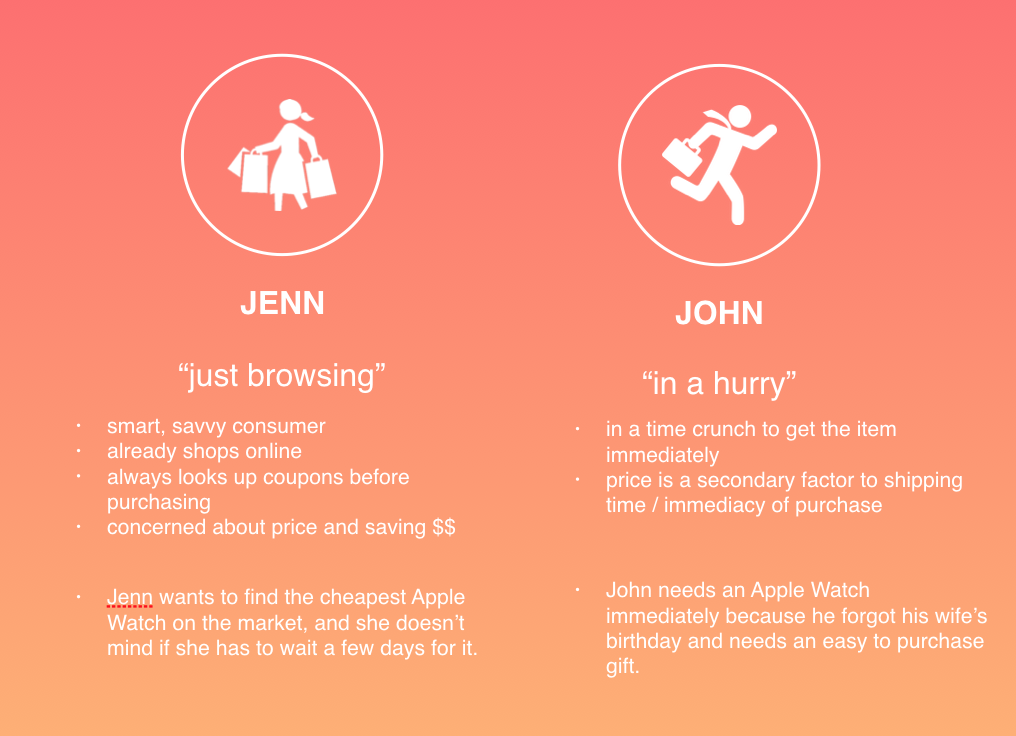 JENN
“just browsing”
· smart, savvy consumer
· already shops online
· always looks up coupons before
purchasing
· concerned about price and saving $$
· Jenn wants to find the cheapest Apple
Watch on the market, and she doesn’t
mind if she has to wait a few days for it.
JOHN
“in a hurry”
· in a time crunch to get the item
immediately
· price is a secondary factor to shipping
time / immediacy of purchase
· John needs an Apple Watch
immediately because he forgot his wife’s
birthday and needs an easy to purchase
gift.